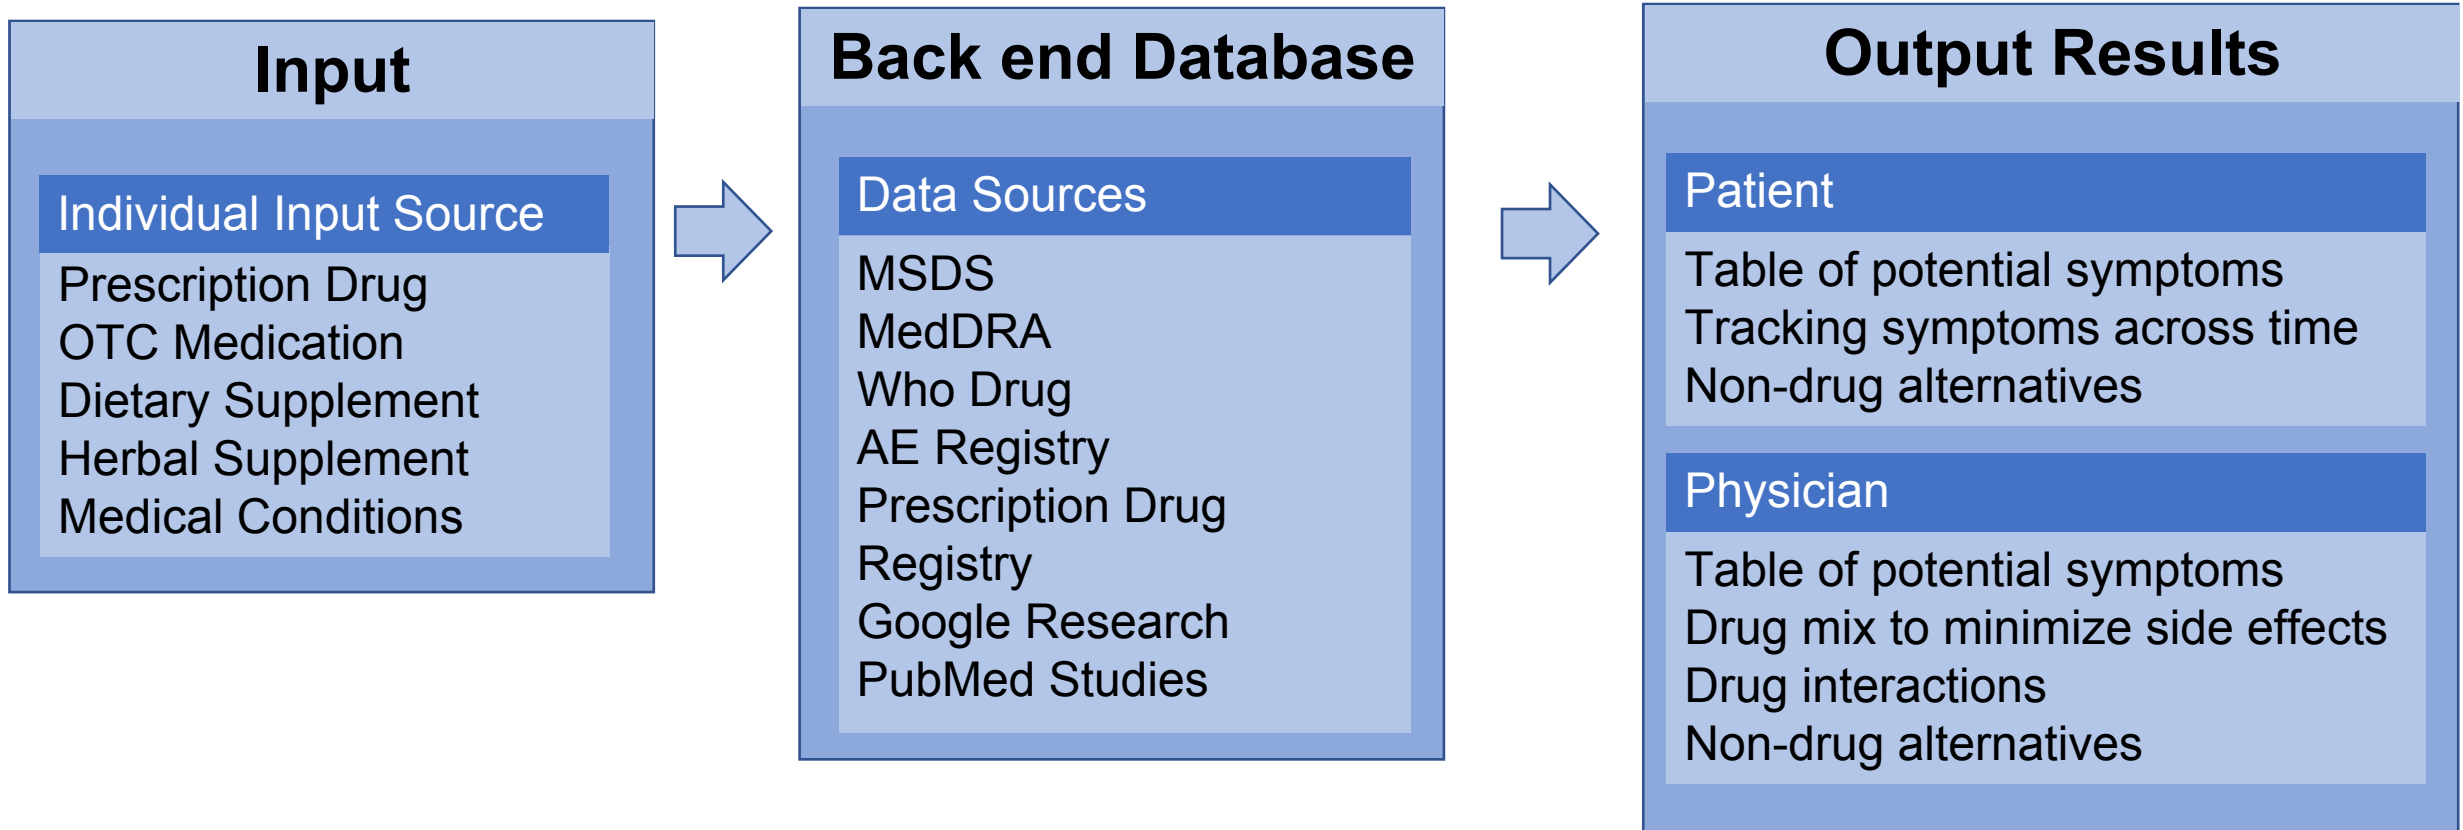 Input
Individual Input Source
Prescription Drug
OTC Medication
Dietary Supplement
Herbal Supplement
Medical Conditions
Back end Database
Data Sources
MSDS
MedDRA
Who Drug
AE Registry
Prescription Drug
Registry
Google Research
PubMed Studies
Output Results
Patient
Table of potential symptoms
Tracking symptoms across time
Non-drug alternatives
Physician
Table of potential symptoms
Drug mix to minimize side effects
Drug interactions
Non-drug alternatives